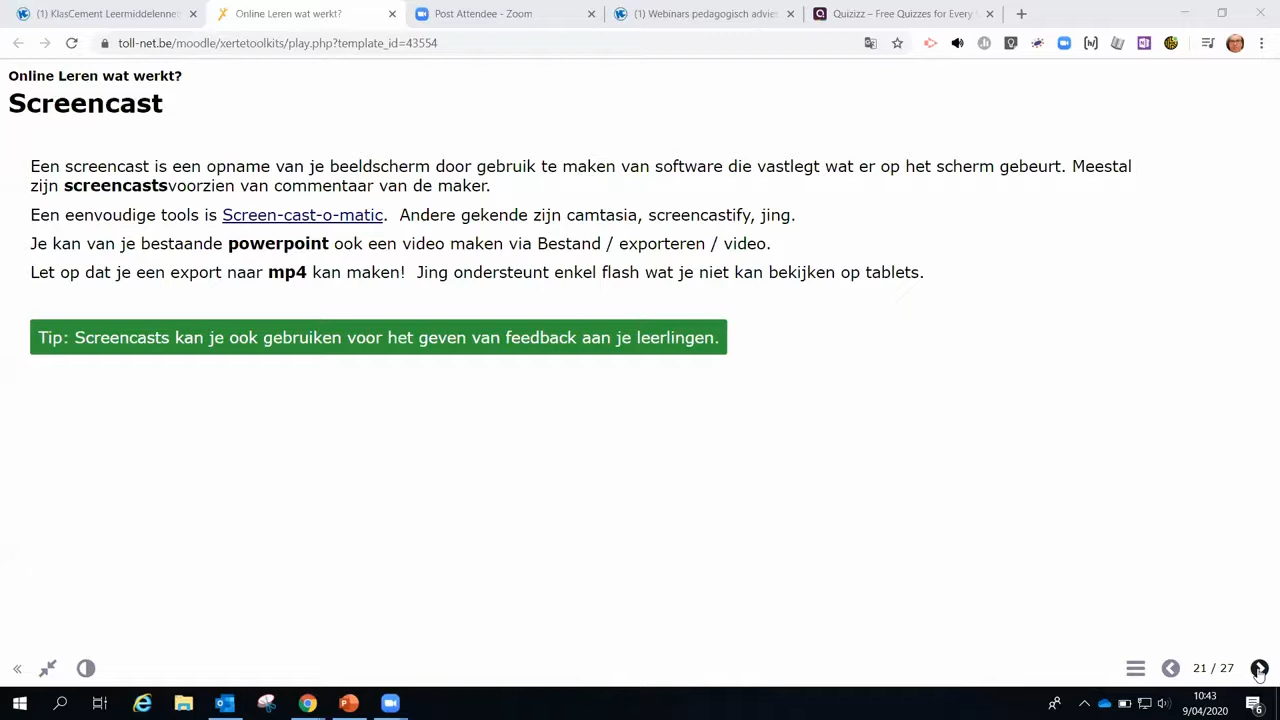 (1) KlasCement Leermiddelennet
Online Leren wat werkt?
Post Attendee - Zoom
(1) Webinars pedagogisch advies
Quizizz – Free Quizzes for Every
toll-net.be/moodle/xertetoolkits/play.php?template_id=43554
Online Leren wat werkt?
Screencast
Een screencast is een opname van je beeldscherm door gebruik te maken van software die vastlegt wat er op het scherm gebeurt. Meestal
zijn screencastsvoorzien van commentaar van de maker.
Een eenvoudige tools is Screen-cast-o-matic. Andere gekende zijn camtasia, screencastify, jing.
Je kan van je bestaande powerpoint ook een video maken via Bestand / exporteren / video.
Let op dat je een export naar mp4 kan maken! Jing ondersteunt enkel flash wat je niet kan bekijken op tablets.
Tip: Screencasts kan je ook gebruiken voor het geven van feedback aan je leerlingen.
21 / 27
10:43
9/04/2020
6